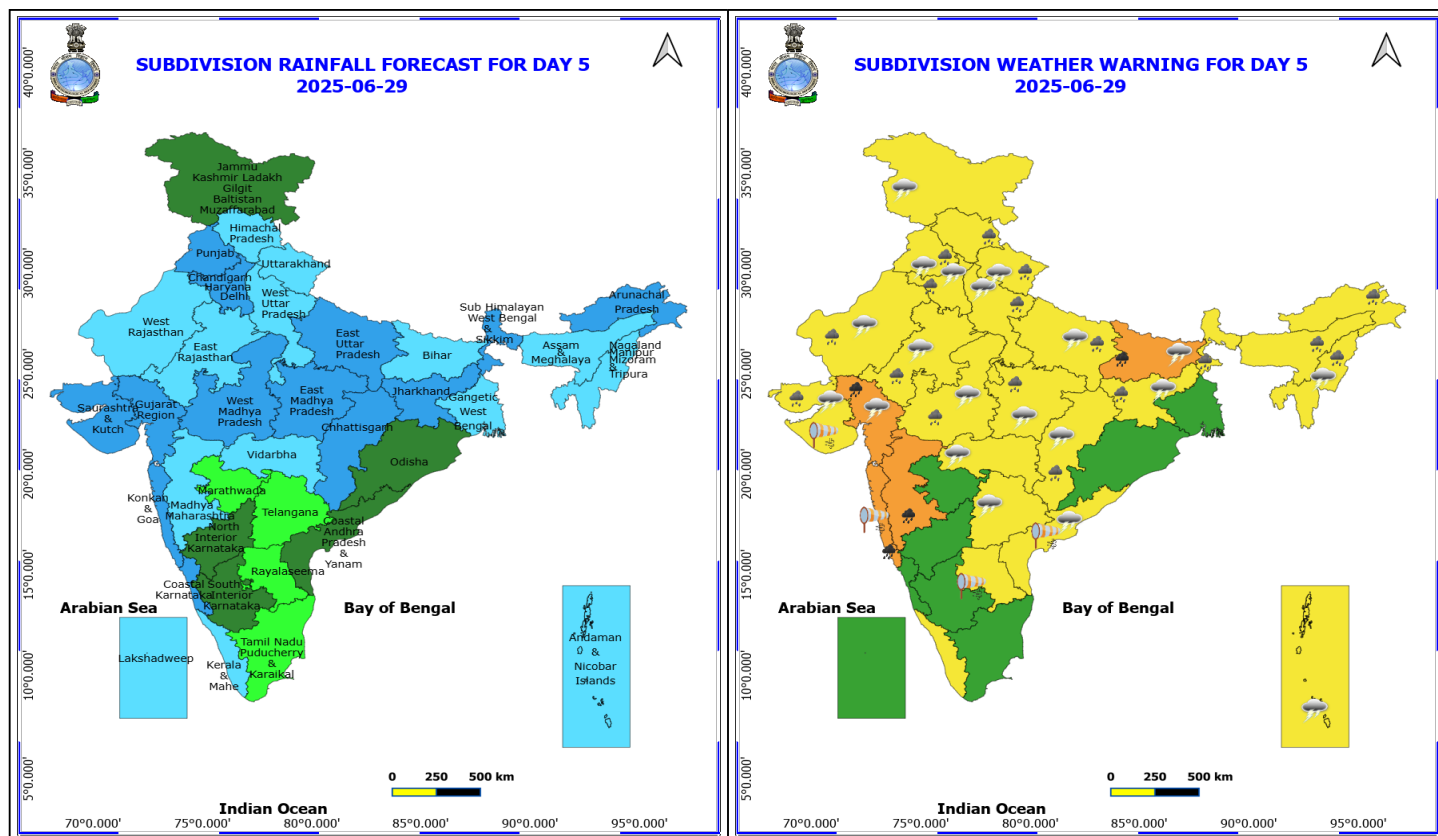 SUBDIVISION RAINFALL FORECAST FOR DAY 5
2025-06-29
40°0.000'
35°0.000'
30°0.000'
25°0.000'
20°0.000'
15°0.000'
10°0.000'
5°0.000'
Jammu
Kashmir Ladakh
Gilgit
Baltistan
Muzaffarabad
Himachal
Pradesh
Punjab
Uttarakhand
Chandigarh
Haryana
Delhi
West
Uttar
Pradesh
West
Rajasthan
East
Rajasthan
East
Uttar
Pradesh
Bihar
Sub Himalayan
West Bengal
&
Sikkim
Arunachal
Pradesh
Assam
&
Meghalaya
Nagaland
Manipur
Mizoram
&
Tripura
Saurashtra
&
Kutch
Gujarat
Region
West
Madhya
Pradesh
East
Madhya
Pradesh
Jharkhand
Gangetic
West
Bengal
Chhattisgarh
Vidarbha
Odisha
Konkan
&
Goa
Madhya
Maharashtra
Marathwada
Telangana
North
Interior
Karnataka
Coastal
Andhra
Pradesh
&
Yanam
Rayalaseema
Coastal
Karnataka
South
Interior
Karnataka
Tamil Nadu
Puducherry
&
Karaikal
Kerala
&
Mahe
Lakshadweep
Andaman
&
Nicobar
Islands
Arabian Sea
Bay of Bengal
Indian Ocean
0 250 500 km
70°0.000' 75°0.000' 80°0.000' 85°0.000' 90°0.000' 95°0.000'
SUBDIVISION WEATHER WARNING FOR DAY 5
2025-06-29
40°0.000'
35°0.000'
30°0.000'
25°0.000'
20°0.000'
15°0.000'
10°0.000'
5°0.000'
Arabian Sea
Bay of Bengal
Indian Ocean
0 250 500 km
70°0.000' 75°0.000' 80°0.000' 85°0.000' 90°0.000' 95°0.000'